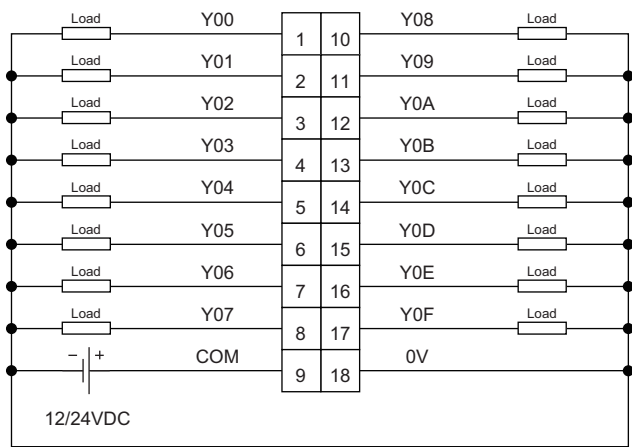 Load Y00 1 10 Y08 Load
Load Y01 2 11 Y09 Load
Load Y02 3 12 Y0A Load
Load Y03 4 13 Y0B Load
Load Y04 5 14 Y0C Load
Load Y05 6 15 Y0D Load
Load Y06 7 16 Y0E Load
Load Y07 8 17 Y0F Load
− + COM 9 18 0V
12/24VDC